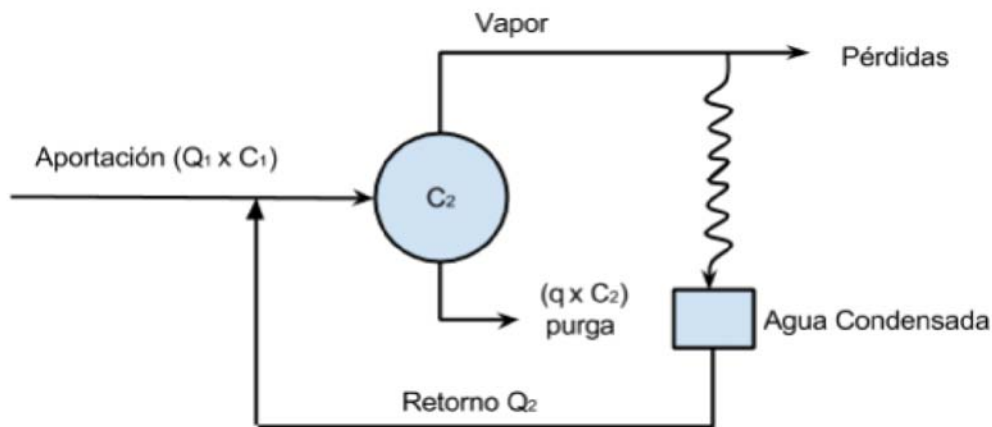 Vapor
Pérdidas
Aportación (Q₁ x C₁)
C₂
(q x C₂)
purga
Agua Condensada
Retorno Q₂